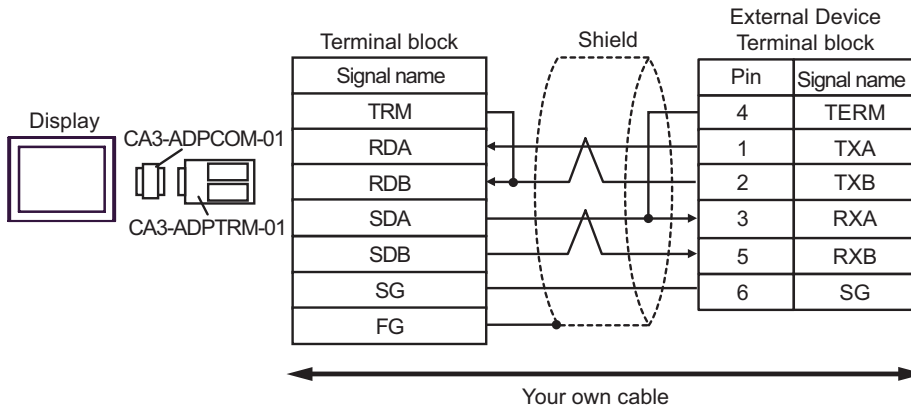 External Device
Terminal block
Shield
Terminal block
Signal name
Pin
Signal name
TRM
4
TERM
Display
CA3-ADPCOM-01
RDA
1
TXA
RDB
2
TXB
CA3-ADPTRM-01
SDA
3
RXA
SDB
5
RXB
SG
6
SG
FG
Your own cable